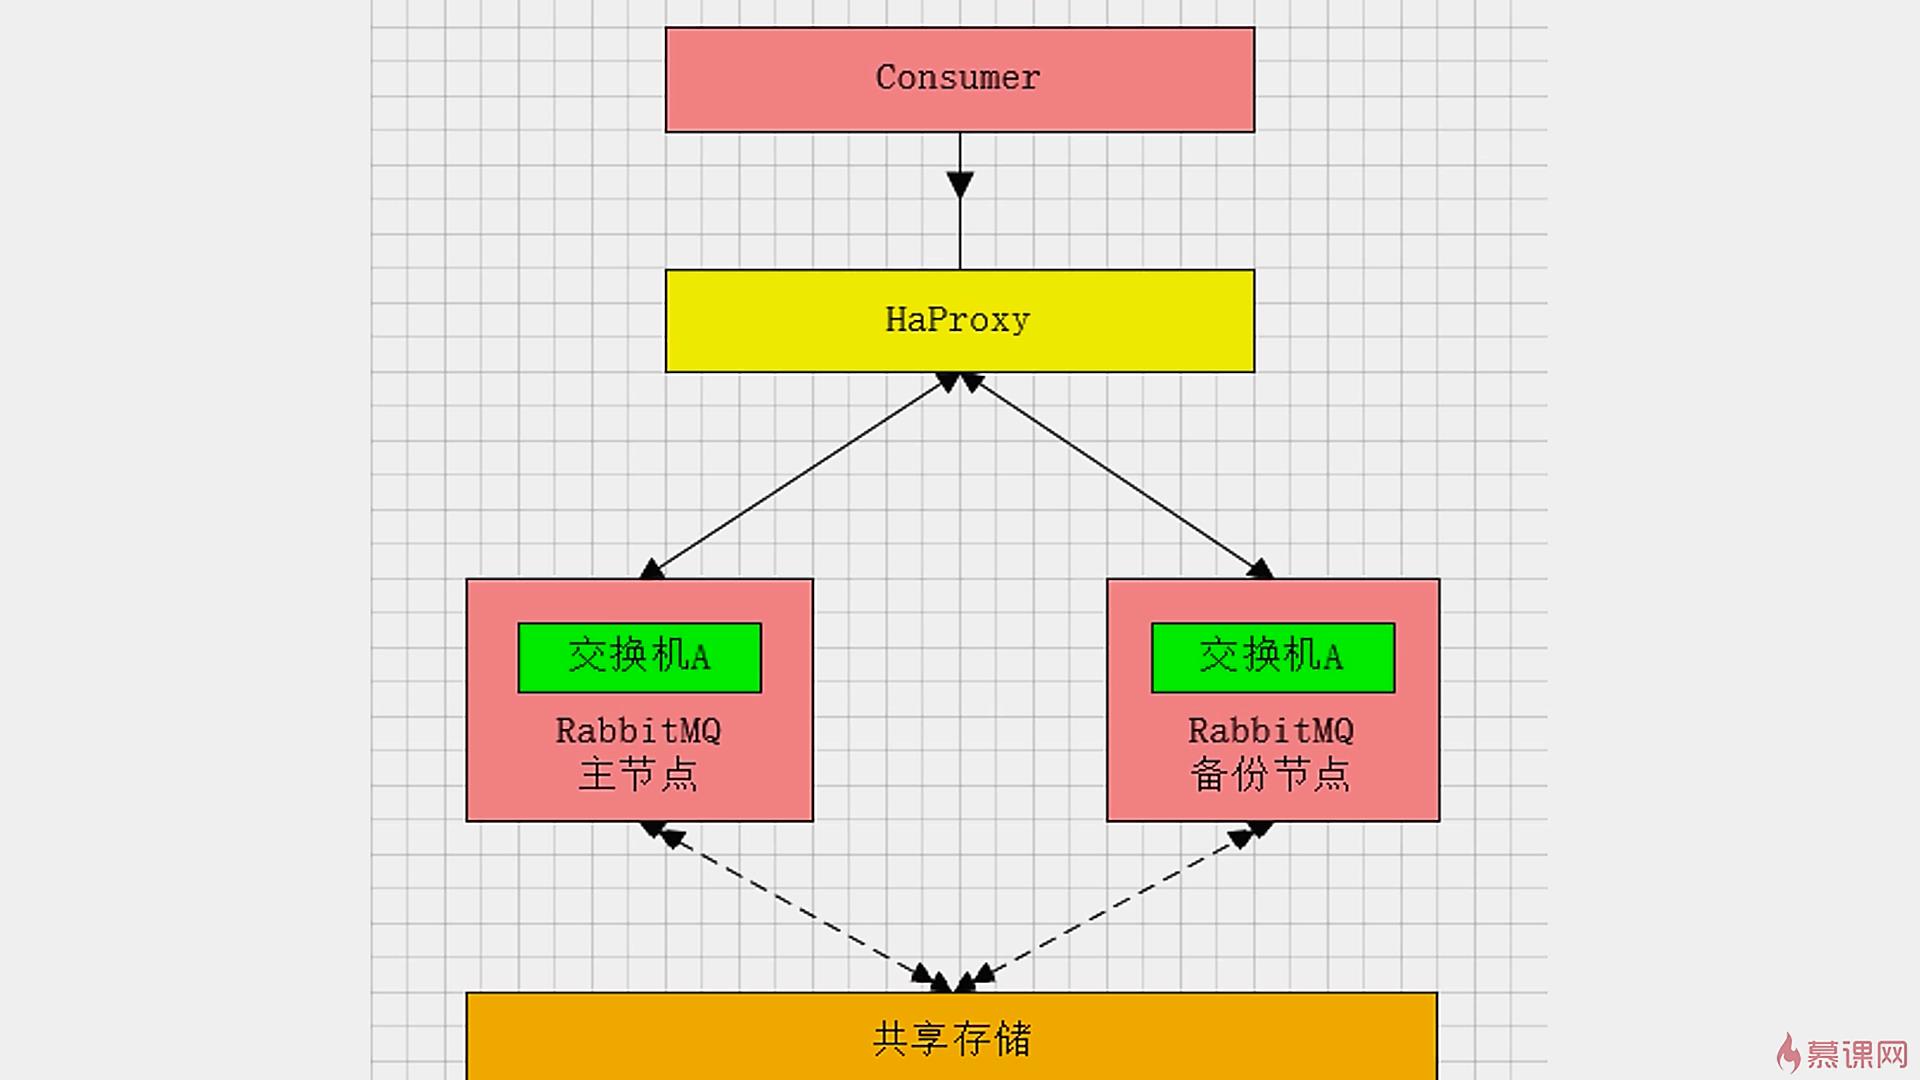 Consumer
HaProxy
交换机A
RabbitMQ
主节点
交换机A
RabbitMQ
备份节点
共享存储
慕课网